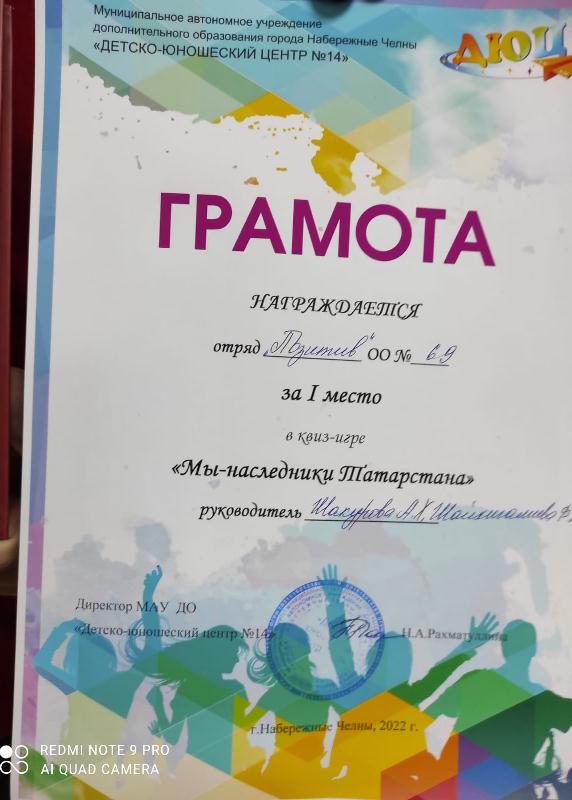 Муниципальное автономное учреждение
дополнительного образования города Набережные Челны
«ДЕТСКО-ЮНОШЕСКИЙ ЦЕНТР №14»
ДЮЦ
ГРАМОТА
НАГРАЖДАЕТСЯ
отряд „Позитив" ОО № 69
за I место
в квиз-игре
«Мы-наследники Татарстана»
руководитель Шакурова А.Х,
Директор МАУ ДО
«Детско-юношеский центр №14» Н.А.Рахматуллина
г.Набережные Челны, 2022 г.
REDMI NOTE 9 PRO
AI QUAD CAMERA